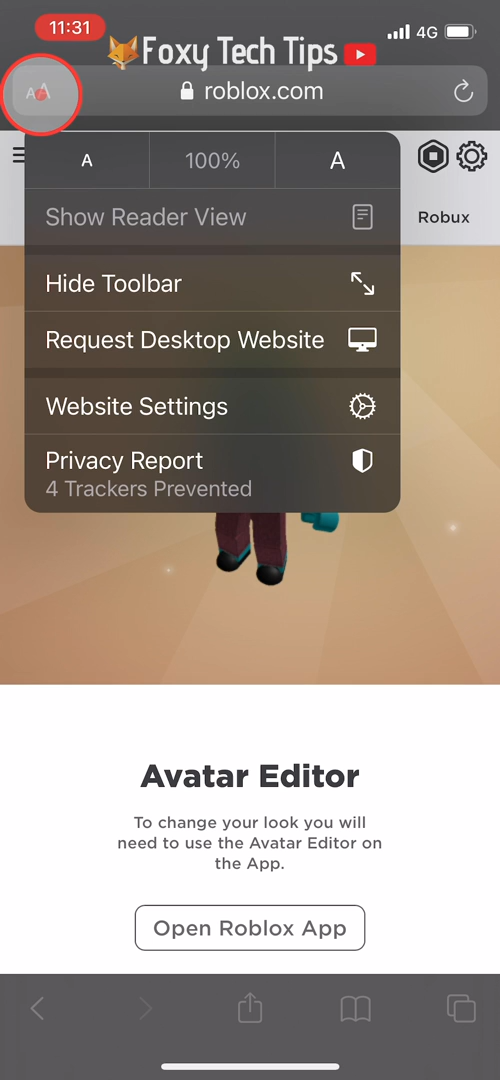 11:31
Foxy Tech Tips
4G
AA
roblox.com
A
100%
A
Show Reader View
Robux
Hide Toolbar
Request Desktop Website
Website Settings
Privacy Report
4 Trackers Prevented
Avatar Editor
To change your look you will
need to use the Avatar Editor on
the App.
Open Roblox App